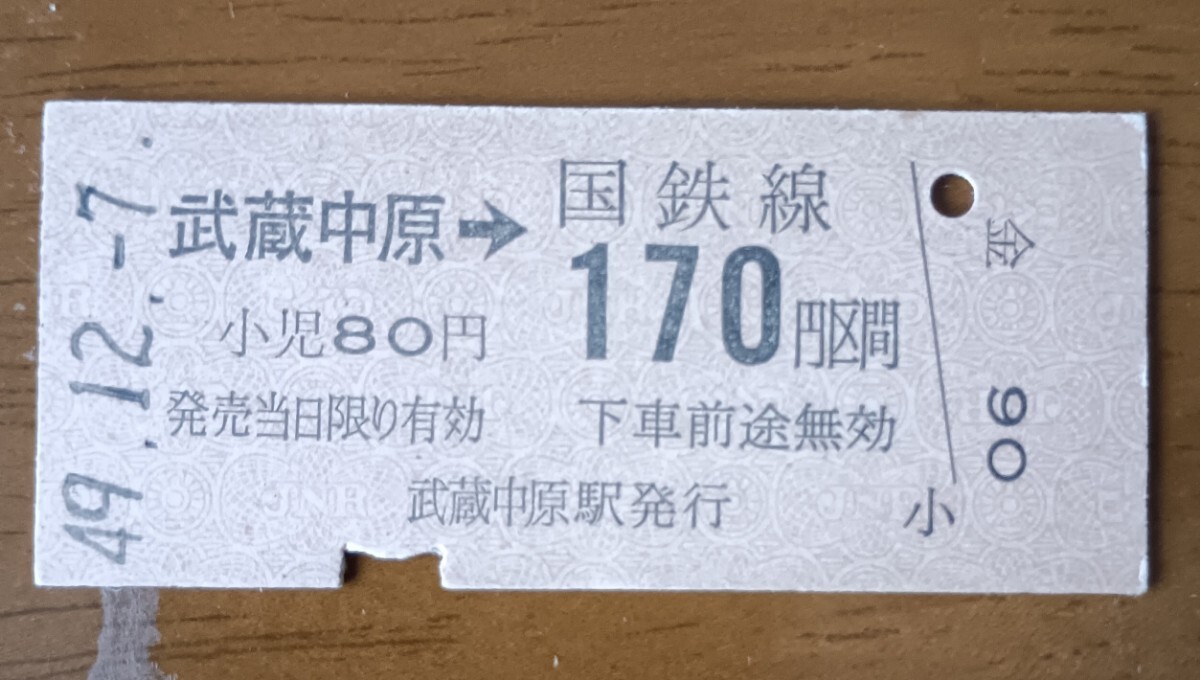 49.12.-7.
武蔵中原→国鉄線
170円区間
小児80円
発売当日限り有効 下車前途無効
武蔵中原駅発行
小
金
90
JNR